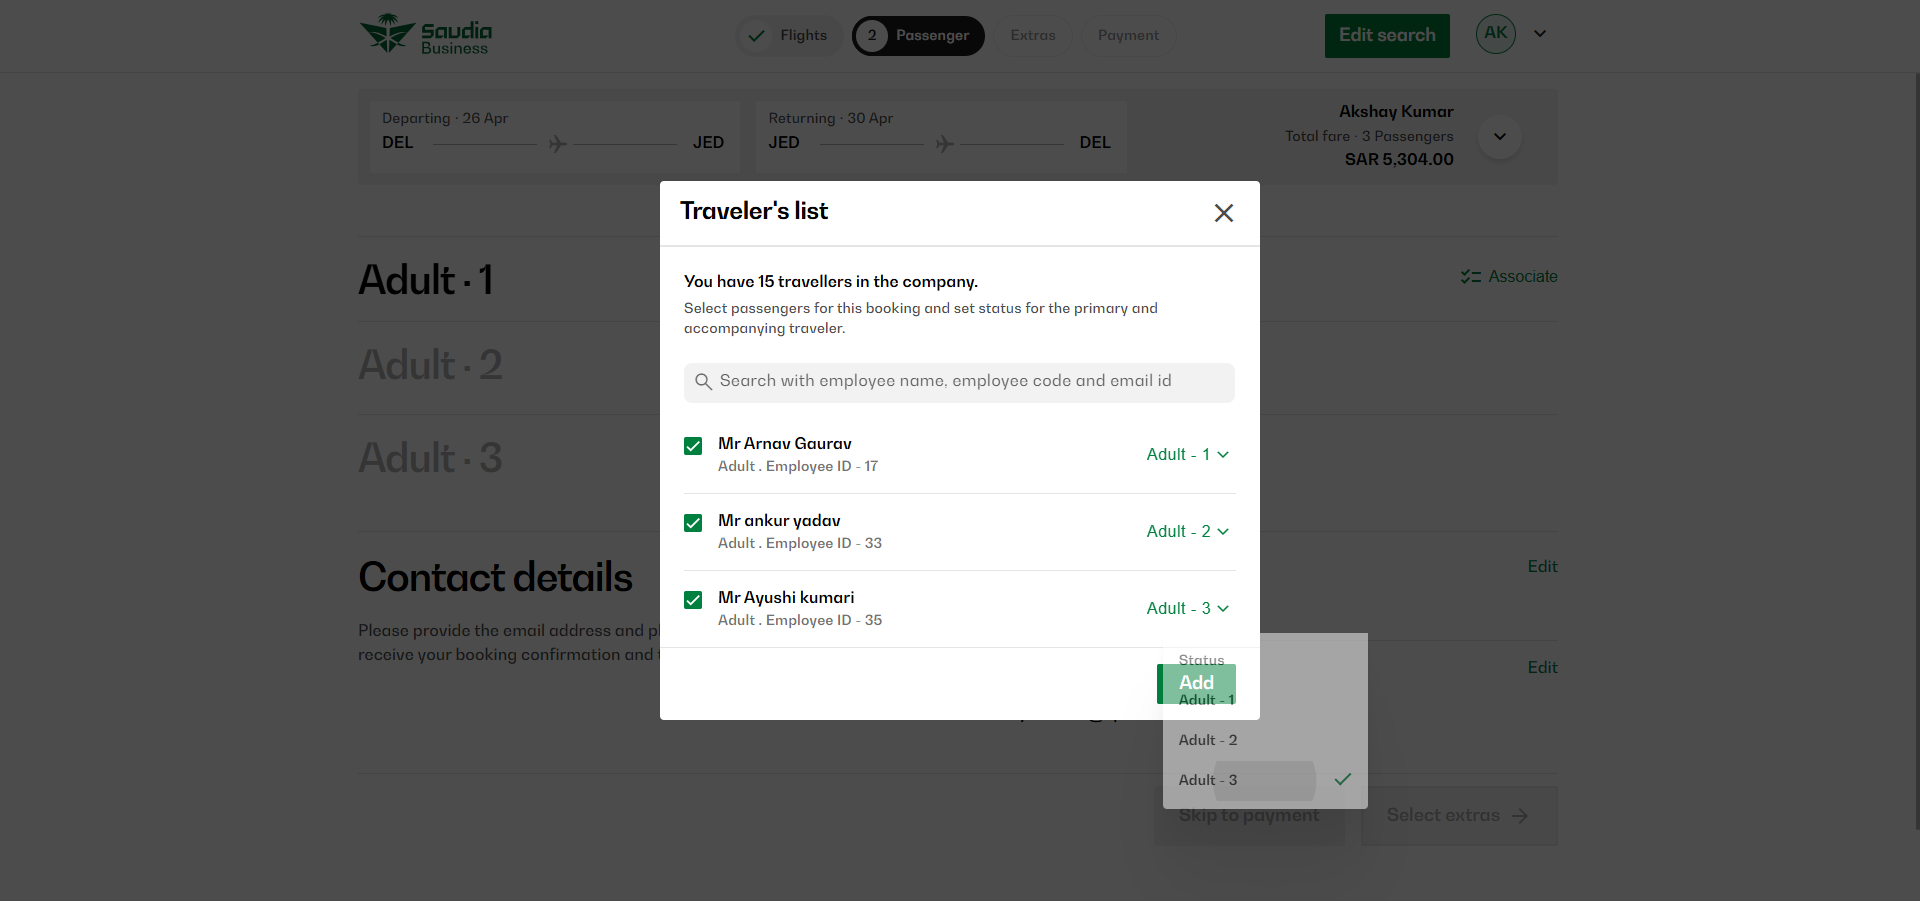 Saudia
Business
Flights
2 Passenger
Extras
Payment
Edit search
AK
Departing · 26 Apr
DEL
JED
Returning · 30 Apr
JED
DEL
Akshay Kumar
Total fare · 3 Passengers
SAR 5,304.00
Adult · 1
Associate
Adult · 2
Adult · 3
Contact details
Edit
Please provide the email address and
receive your booking confirmation and
Edit
Traveler's list
You have 15 travellers in the company.
Select passengers for this booking and set status for the primary and
accompanying traveler.
Search with employee name, employee code and email id
Mr Arnav Gaurav
Adult . Employee ID - 17
Adult - 1
Mr ankur yadav
Adult . Employee ID - 33
Adult - 2
Mr Ayushi kumari
Adult . Employee ID - 35
Adult - 3
Status
Add
Adult - 1
Adult - 2
Adult - 3
Skip to payment
Select extras